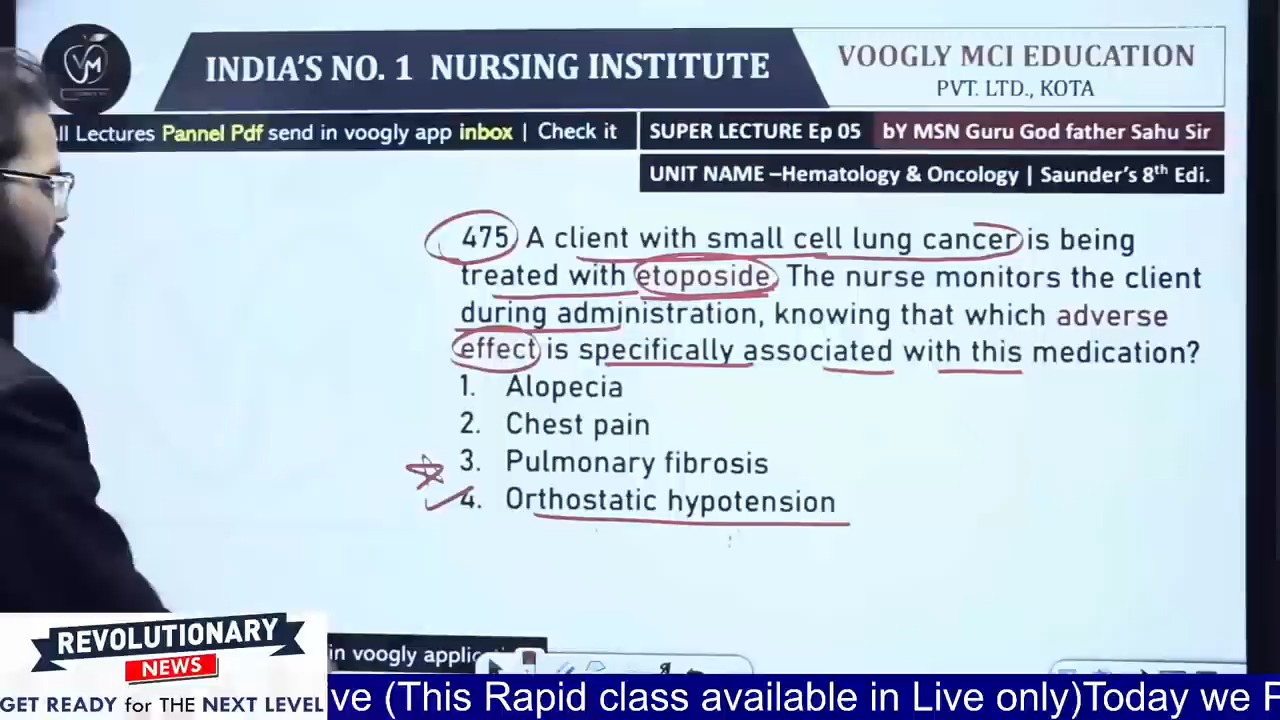 VM
INDIA'S NO. 1 NURSING INSTITUTE
VOOGLY MCI EDUCATION
PVT. LTD., KOTA
Lectures Pannel Pdf send in voogly app inbox | Check it
SUPER LECTURE Ep 05 bY MSN Guru God father Sahu Sir
UNIT NAME –Hematology & Oncology | Saunder's 8th Edi.
475 A client with small cell lung cancer is being
treated with etoposide. The nurse monitors the client
during administration, knowing that which adverse
effect is specifically associated with this medication?
1. Alopecia
2. Chest pain
3. Pulmonary fibrosis
4. Orthostatic hypotension
in voogly
REVOLUTIONARY
NEWS
GET READY for THE NEXT LEVEL
(This Rapid class available in Live only)Today we